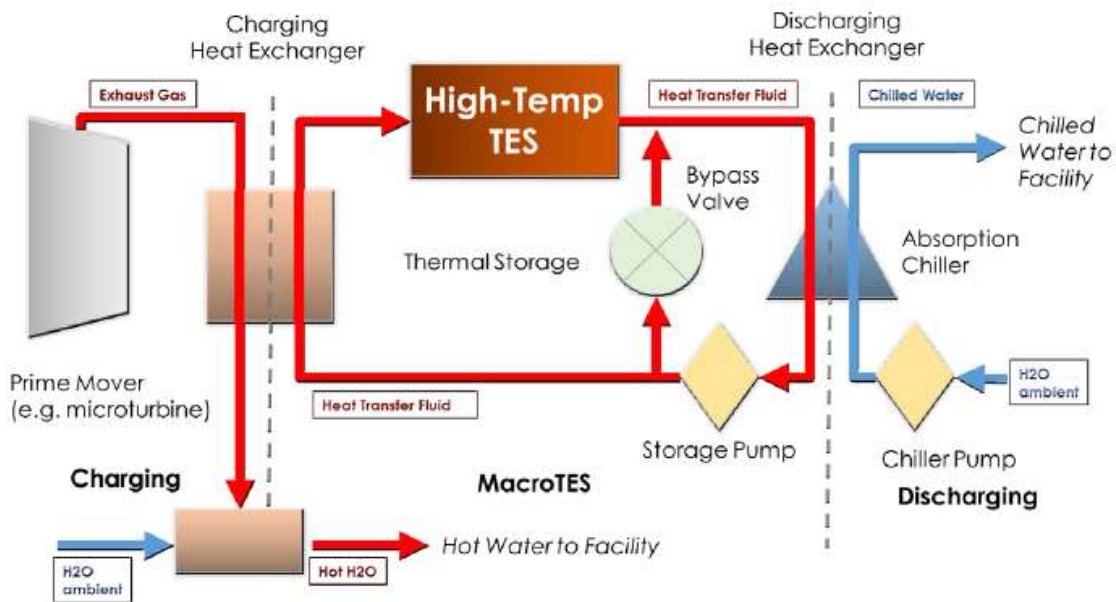 Charging
Heat Exchanger
Discharging
Heat Exchanger
Exhaust Gas
High-Temp
TES
Heat Transfer Fluid
Chilled Water
Chilled
Water to
Facility
Bypass
Valve
Thermal Storage
Absorption
Chiller
Prime Mover
(e.g. microturbine)
Heat Transfer Fluid
H2O
ambient
Storage Pump
Chiller Pump
Charging
MacroTES
Discharging
Hot Water to Facility
H2O
ambient
Hot H2O